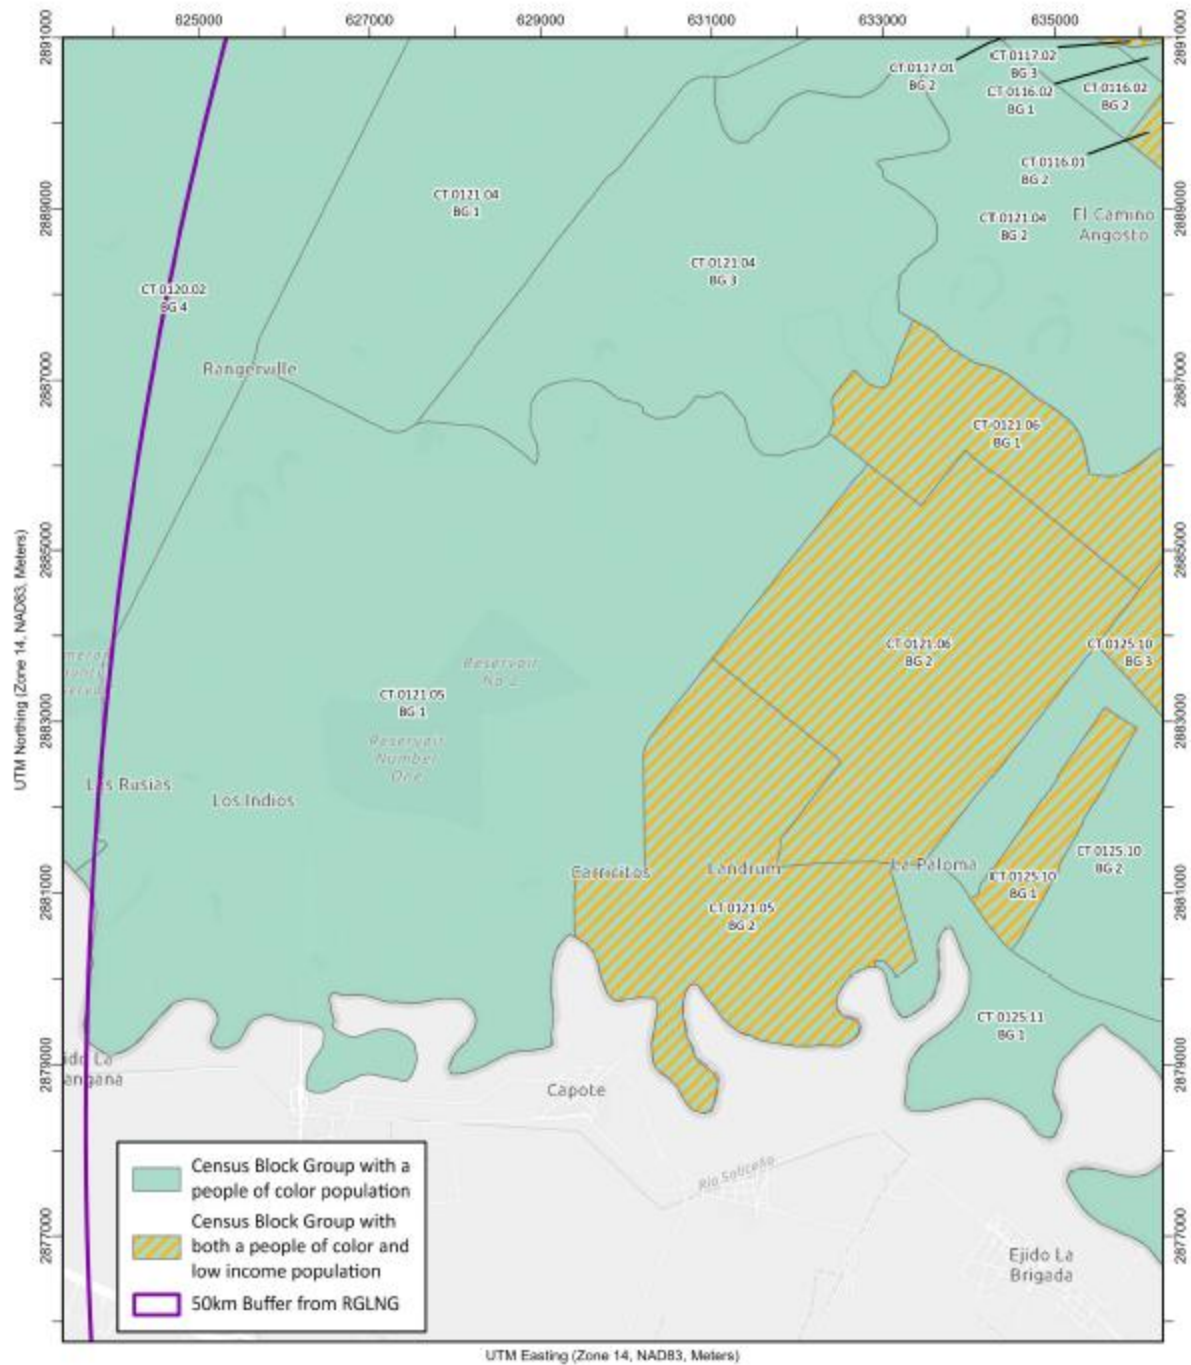 625000
627000
629000
631000
633000
635000
2891000
2889000
2887000
2885000
2883000
2881000
2879000
2877000
UTM Northing (Zone 14, NAD83, Meters)
2891000
2889000
2887000
2885000
2883000
2881000
2879000
2877000
CT 0117.01
BG 2
CT 0117.02
BG 3
CT 0116.02
BG 1
CT 0116.02
BG 2
CT 0116.01
BG 2
CT 0121.04
BG 1
CT 0121.04
BG 2
El Camino
Angosto
CT 0121.04
BG 3
CT 0120.02
BG 4
Rangerville
CT 0121.06
BG 1
CT 0121.06
BG 2
CT 0125.10
BG 3
Reservoir
CT 0121.05
BG 1
Reservoir
Number
One
Las Rusias
Los Indios
Carricitos
Landrum
La Paloma
CT 0125.10
BG 2
CT 0125.10
BG 1
CT 0121.05
BG 2
CT 0125.11
BG 1
Capote
Rio Soliceño
Ejido La
Brigada
Census Block Group with a
people of color population
Census Block Group with
both a people of color and
low income population
50km Buffer from RGLNG
UTM Easting (Zone 14, NAD83, Meters)